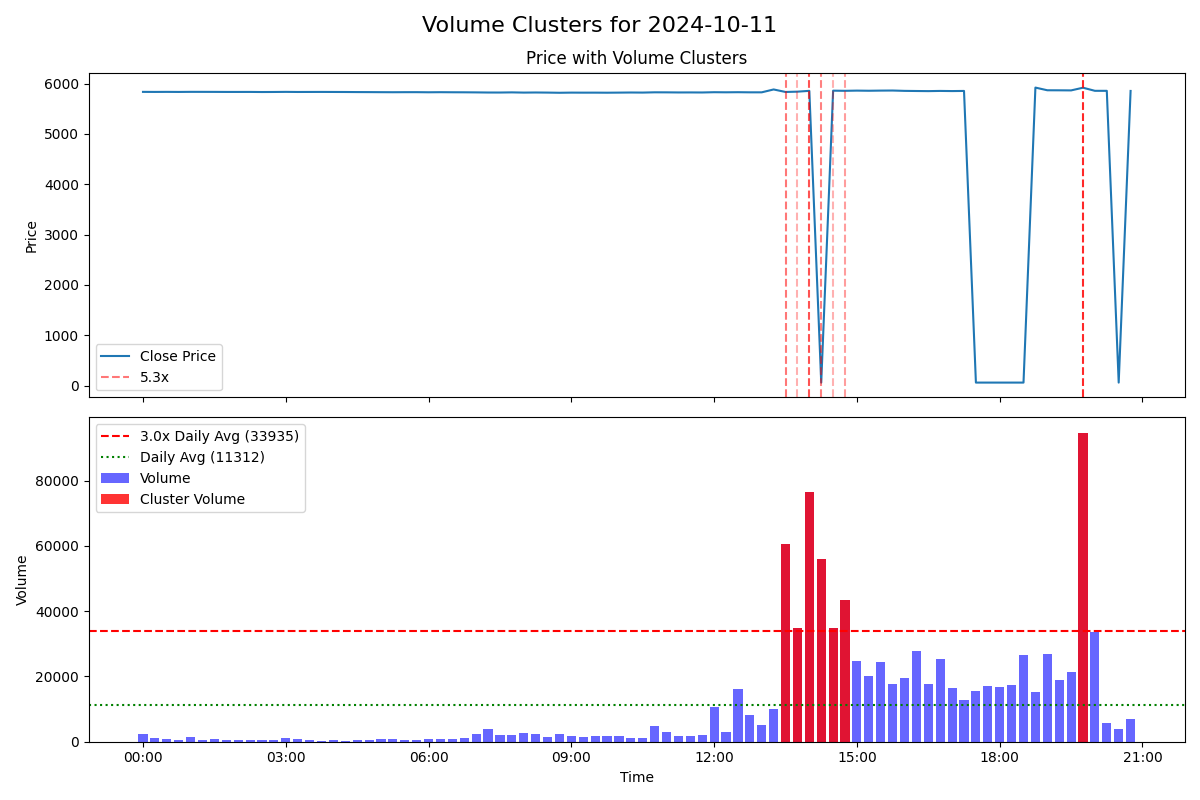 Volume Clusters for 2024-10-11
Price with Volume Clusters
6000
5000
4000
3000
2000
1000
0
Price
Close Price
5.3x
80000
60000
40000
20000
0
Volume
3.0x Daily Avg (33935)
Daily Avg (11312)
Volume
Cluster Volume
00:00
03:00
06:00
09:00
12:00
15:00
18:00
21:00
Time